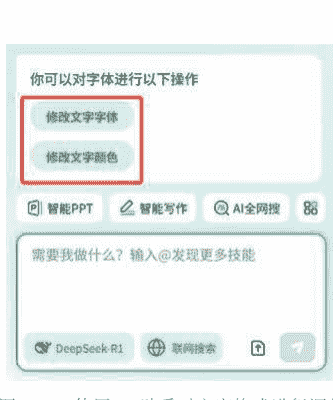 你可以对字体进行以下操作
修改文字字体
修改文字颜色
智能PPT 智能写作 AI全网搜
需要我做什么？输入@发现更多技能
DeepSeek-R1 联网搜索